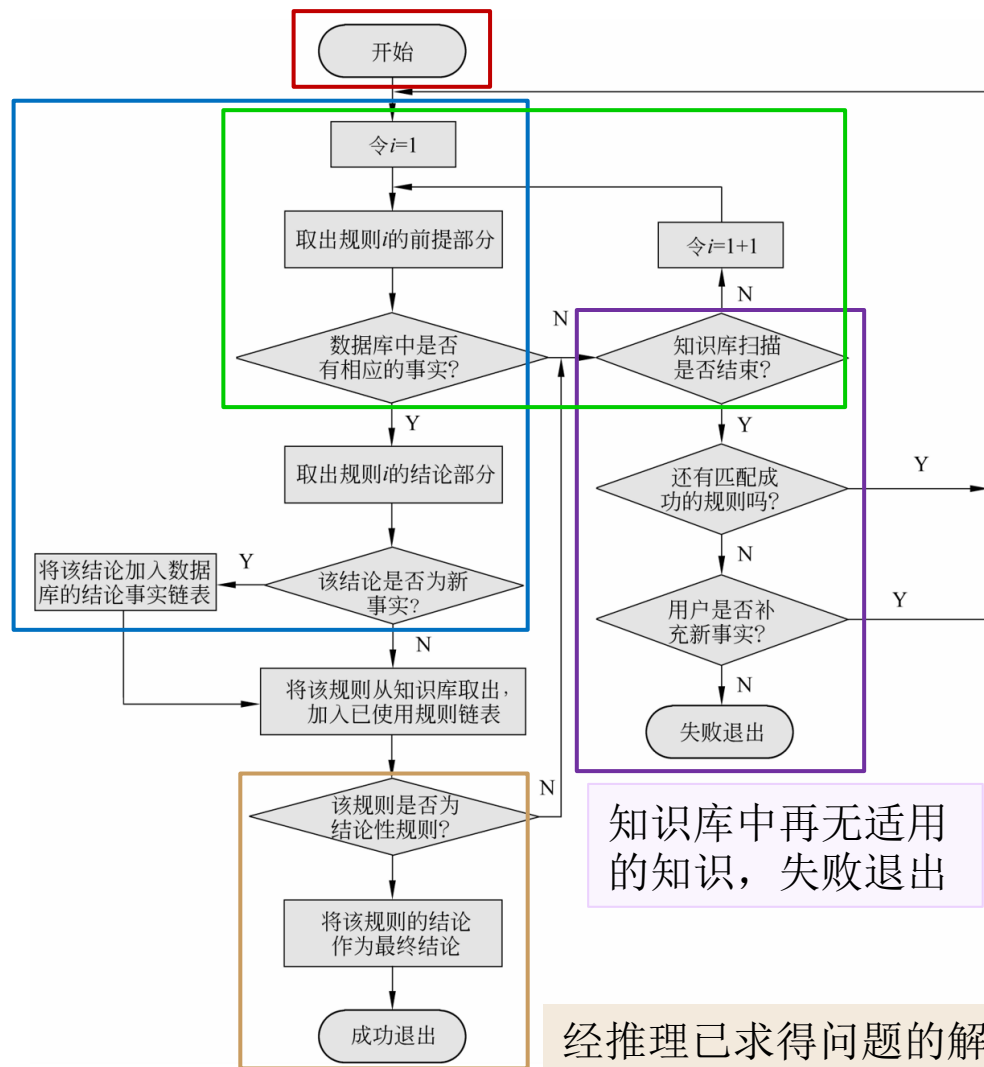 开始
令i=1
取出规则i的前提部分
令i=1+1
N
N
数据库中是否
有相应的事实?
知识库扫描
是否结束?
Y
Y
取出规则i的结论部分
还有匹配成
功的规则吗?
Y
将该结论加入数据
库的结论事实链表
Y
该结论是否为新
事实?
N
用户是否补
充新事实?
Y
N
N
将该规则从知识库取出，
加入已使用规则链表
失败退出
该规则是否为
结论性规则?
N
知识库中再无适用
的知识，失败退出
将该规则的结论
作为最终结论
成功退出
经推理已求得问题的解